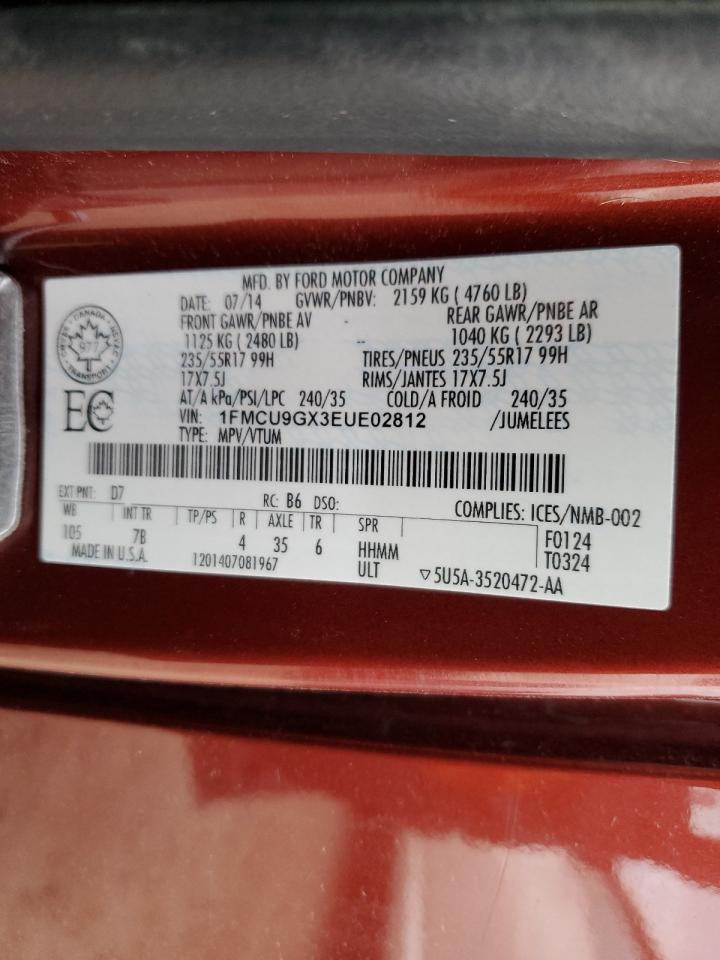 MFD. BY FORD MOTOR COMPANY
DATE: 07/14 GVWR/PNBV: 2159 KG ( 4760 LB)
FRONT GAWR/PNBE AV - REAR GAWR/PNBE AR
1125 KG ( 2480 LB) -- 1040 KG ( 2293 LB)
235/55R17 99H TIRES/PNEUS 235/55R17 99H
17X7.5J RIMS/JANTES 17X7.5J
AT/A kPa/PSI/LPC 240/35 COLD/A FROID 240/35
VIN: 1FMCU9GX3EUE02812 /JUMELEES
TYPE: MPV/VTUM
CANADA
977
TRANSPORT
EC
EXT PNT: D7 RC: B6 DSO: COMPLIES: ICES/NMB-002
WB INT TR TP/PS R AXLE TR SPR F0124
105 7B 4 35 6 HHMM T0324
MADE IN U.S.A. 1201407081967 ULT ▽5U5A-3520472-AA